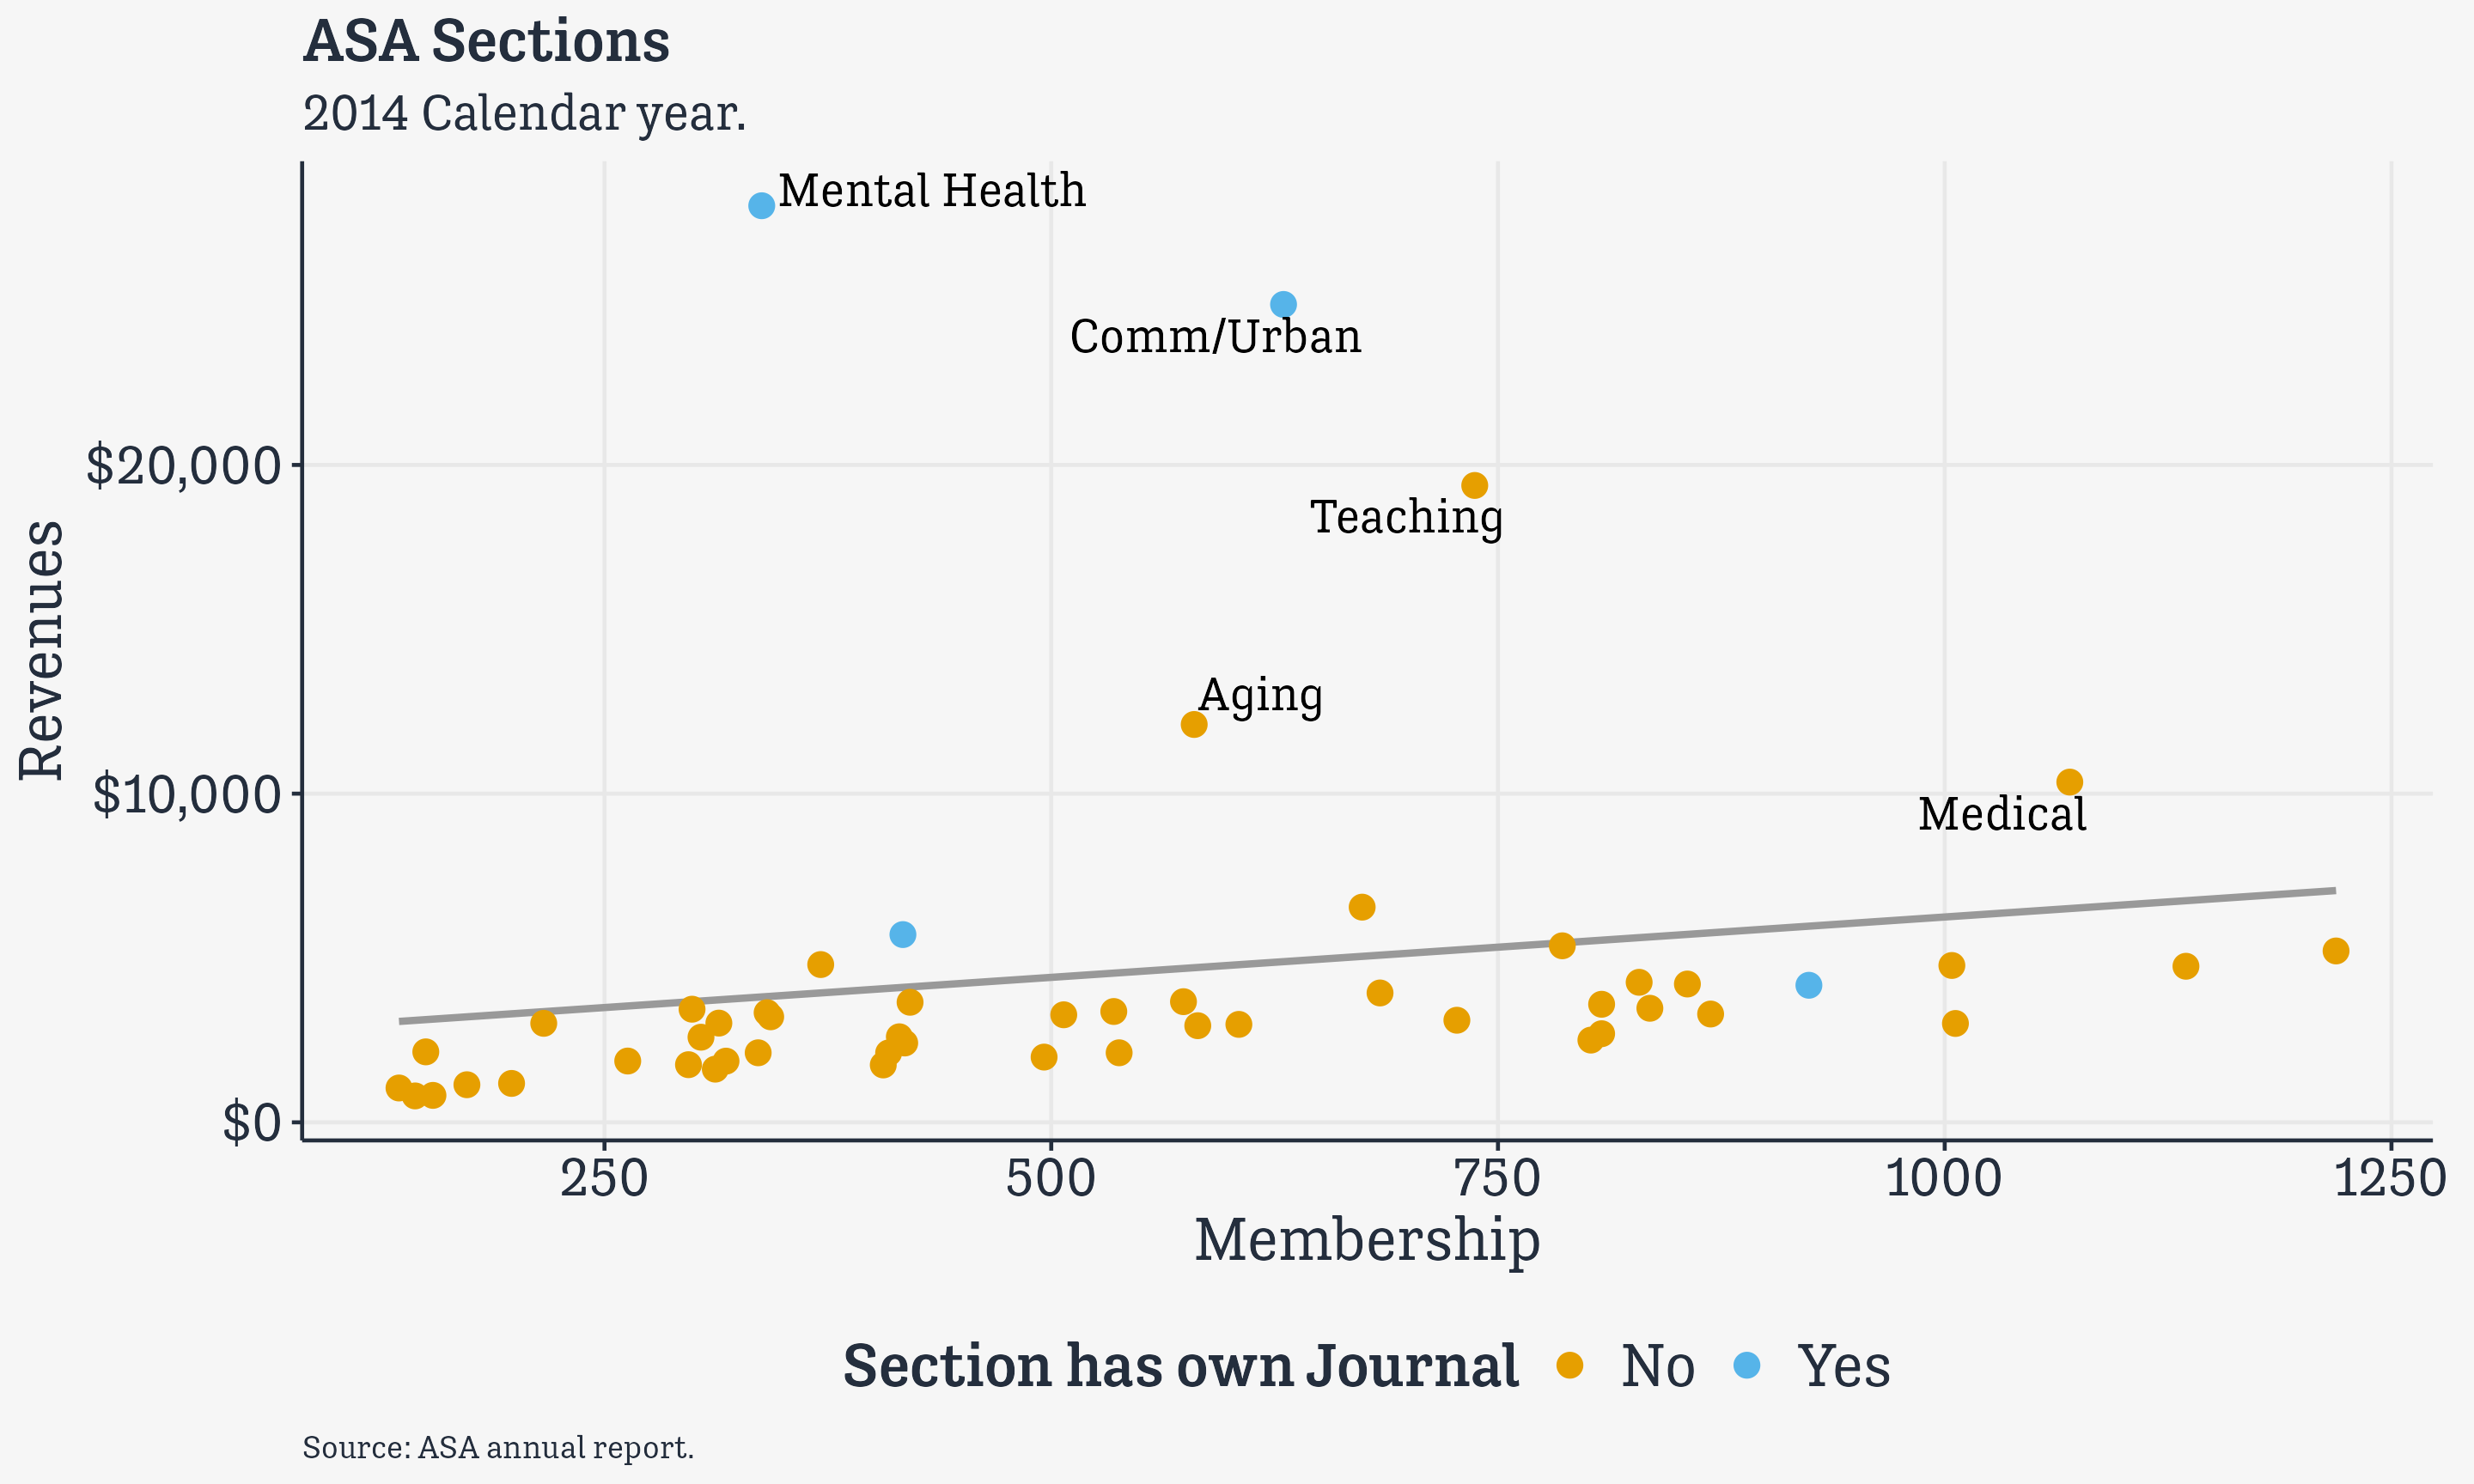 ASA Sections
2014 Calendar year.
Mental Health
Comm/Urban
$20,000
Teaching
Aging
Revenues
$10,000
Medical
$0
250 500 750 1000 1250
Membership
Section has own Journal No Yes
Source: ASA annual report.